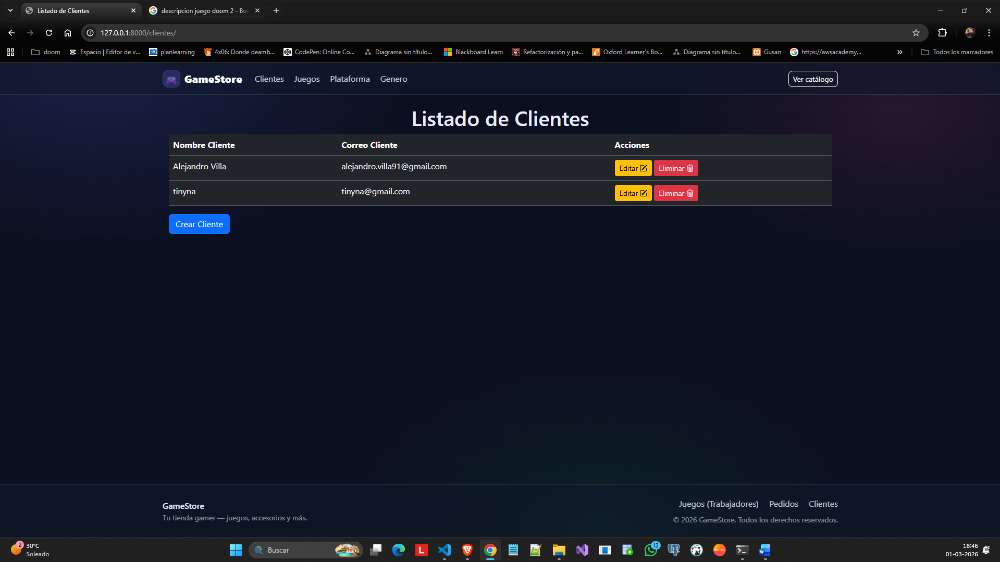 Listado de Clientes
descripcion juego doom 2 - Bus
127.0.0.1:8000/clientes/
doom
Espacio | Editor de v...
planlearning
4x06: Donde deamb...
CodePen: Online Co...
Diagrama sin título...
Blackboard Learn
Refactorización y pa...
Oxford Learner's Bo...
Diagrama sin título...
Gusan
https://awsacademy...
Todos los marcadores
GameStore Clientes Juegos Plataforma Genero
Ver catálogo
Listado de Clientes
Nombre Cliente Correo Cliente Acciones
Alejandro Villa alejandro.villa91@gmail.com Editar Eliminar
tinyna tinyna@gmail.com Editar Eliminar
Crear Cliente
GameStore
Tu tienda gamer — juegos, accesorios y más.
Juegos (Trabajadores) Pedidos Clientes
© 2026 GameStore. Todos los derechos reservados.
2
30°C
Soleado
Buscar
L
12
18:46
01-03-2026